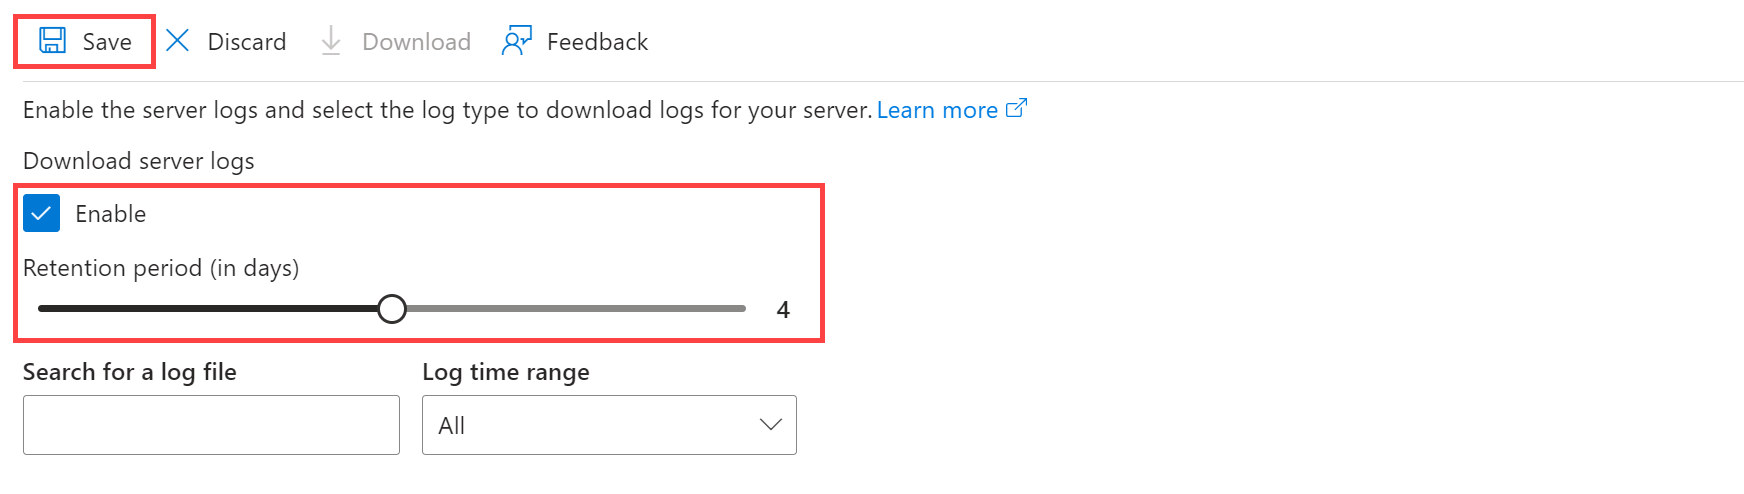 Save Discard Download Feedback
Enable the server logs and select the log type to download logs for your server. Learn more
Download server logs
Enable
Retention period (in days)
4
Search for a log file Log time range
All